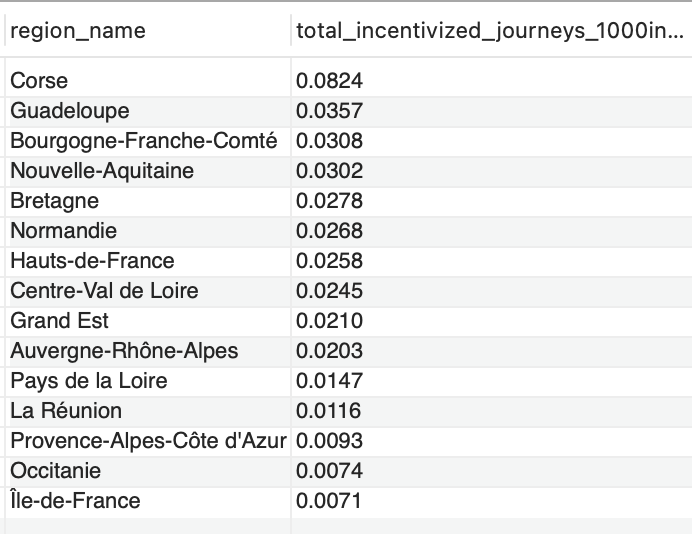 region_name total_incentivized_journeys_1000in...
Corse 0.0824
Guadeloupe 0.0357
Bourgogne-Franche-Comté 0.0308
Nouvelle-Aquitaine 0.0302
Bretagne 0.0278
Normandie 0.0268
Hauts-de-France 0.0258
Centre-Val de Loire 0.0245
Grand Est 0.0210
Auvergne-Rhône-Alpes 0.0203
Pays de la Loire 0.0147
La Réunion 0.0116
Provence-Alpes-Côte d'Azur 0.0093
Occitanie 0.0074
Île-de-France 0.0071